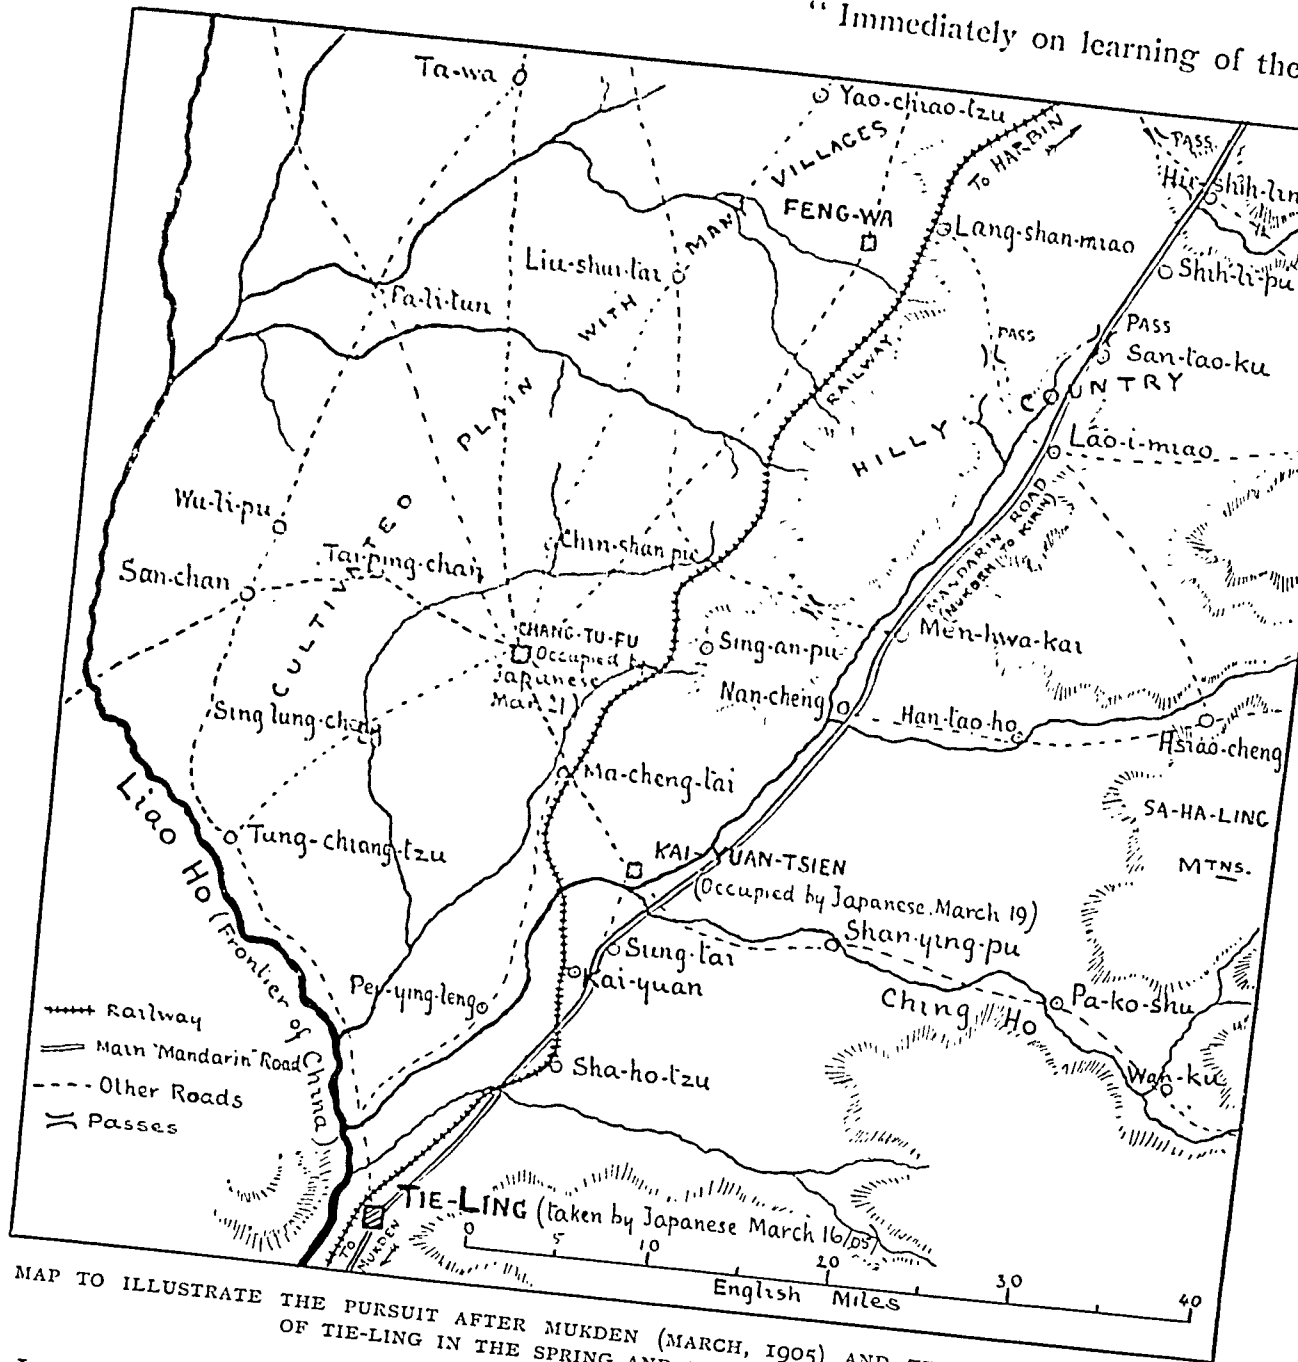 “ Immediately on learning of the
Ta-wa
Yao-chiao-tzu
PASS
TO HARBIN
VILLAGES
FENG-WA
MANY
Lang-shan-miao
Shih-li-pu
Liu-shui-tai
Fa-li-tun
WITH
RAILWAY
PASS
PASS
San-tao-ku
COUNTRY
PLAIN
HILLY
Lao-i-miao
Wu-li-pu
CULTIVATED
MANDARIN ROAD
(MUKDEN TO KIRIN)
San-chan
Tai-ping-chan
Chin-shan-pu
CHANG-TU-FU
Occupied by
Japanese
Mar 21)
Sing-an-pu
Men-hwa-kai
Nan-cheng
Han-tao-ho
Hsiao-cheng
Ma-cheng-tai
SA-HA-LING
MTNS.
Liao Ho (Frontier of China)
Tung-chiang-tzu
KAI-YUAN-TSIEN
(Occupied by Japanese, March 19)
Sung-tai
Shan-ying-pu
Kai-yuan
Ching Ho
Pa-ko-shu
Wan-ku
Railway
Main "Mandarin" Road
Other Roads
Passes
Sha-ho-tzu
TIE-LING (taken by Japanese March 16/05)
TO MUKDEN
0 5 10 20 30 40
English Miles
MAP TO ILLUSTRATE THE PURSUIT AFTER MUKDEN (MARCH, 1905) AND
OF TIE-LING IN THE SPRING AND